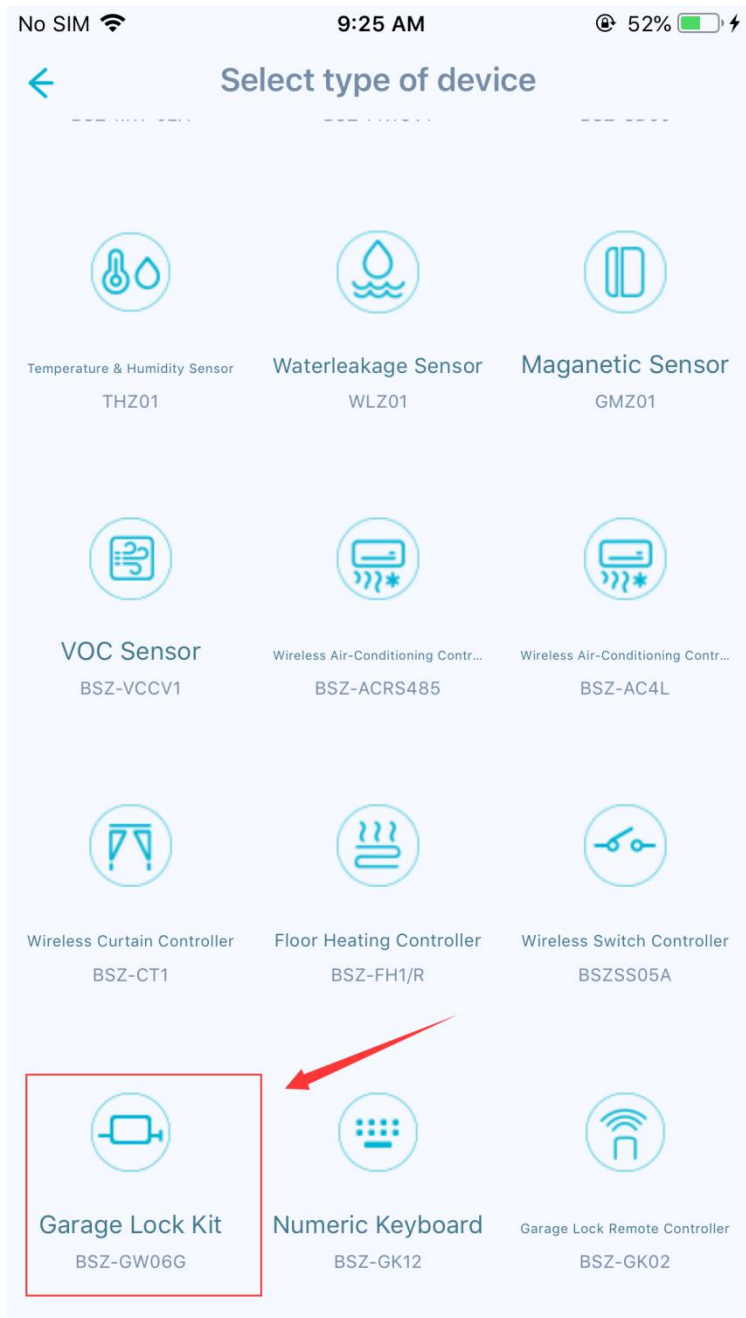 No SIM 9:25 AM 52%
Select type of device
Temperature & Humidity Sensor Waterleakage Sensor Maganetic Sensor
THZ01 WLZ01 GMZ01
VOC Sensor Wireless Air-Conditioning Contr... Wireless Air-Conditioning Contr...
BSZ-VCCV1 BSZ-ACRS485 BSZ-AC4L
Wireless Curtain Controller Floor Heating Controller Wireless Switch Controller
BSZ-CT1 BSZ-FH1/R BSZSS05A
Garage Lock Kit Numeric Keyboard Garage Lock Remote Controller
BSZ-GW06G BSZ-GK12 BSZ-GK02